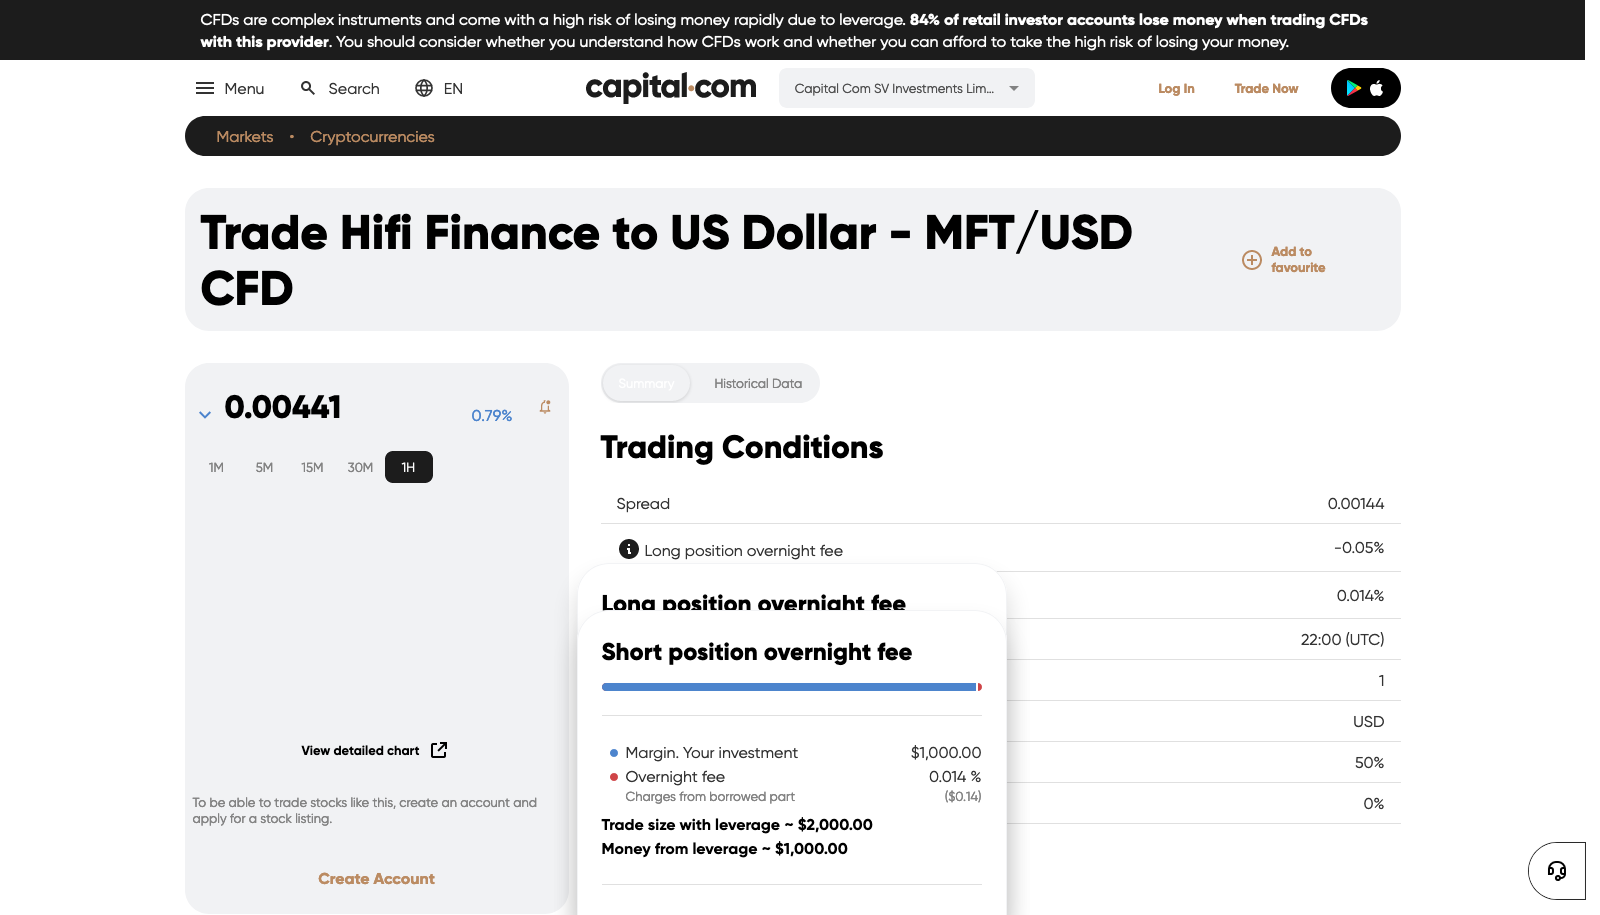 CFDs are complex instruments and come with a high risk of losing money rapidly due to leverage. 84% of retail investor accounts lose money when trading CFDs
with this provider. You should consider whether you understand how CFDs work and whether you can afford to take the high risk of losing your money.
Menu Search EN capital.com Capital Com SV Investments Lim... Log In Trade Now
Markets • Cryptocurrencies
Trade Hifi Finance to US Dollar - MFT/USD
CFD
Add to
favourite
0.00441 0.79%
1M 5M 15M 30M 1H
View detailed chart
To be able to trade stocks like this, create an account and
apply for a stock listing.
Create Account
Summary Historical Data
Trading Conditions
Spread 0.00144
Long position overnight fee -0.05%
0.014%
22:00 (UTC)
1
USD
50%
0%
Long position overnight fee
Short position overnight fee
Margin. Your investment $1,000.00
Overnight fee 0.014 %
Charges from borrowed part ($0.14)
Trade size with leverage ~ $2,000.00
Money from leverage ~ $1,000.00